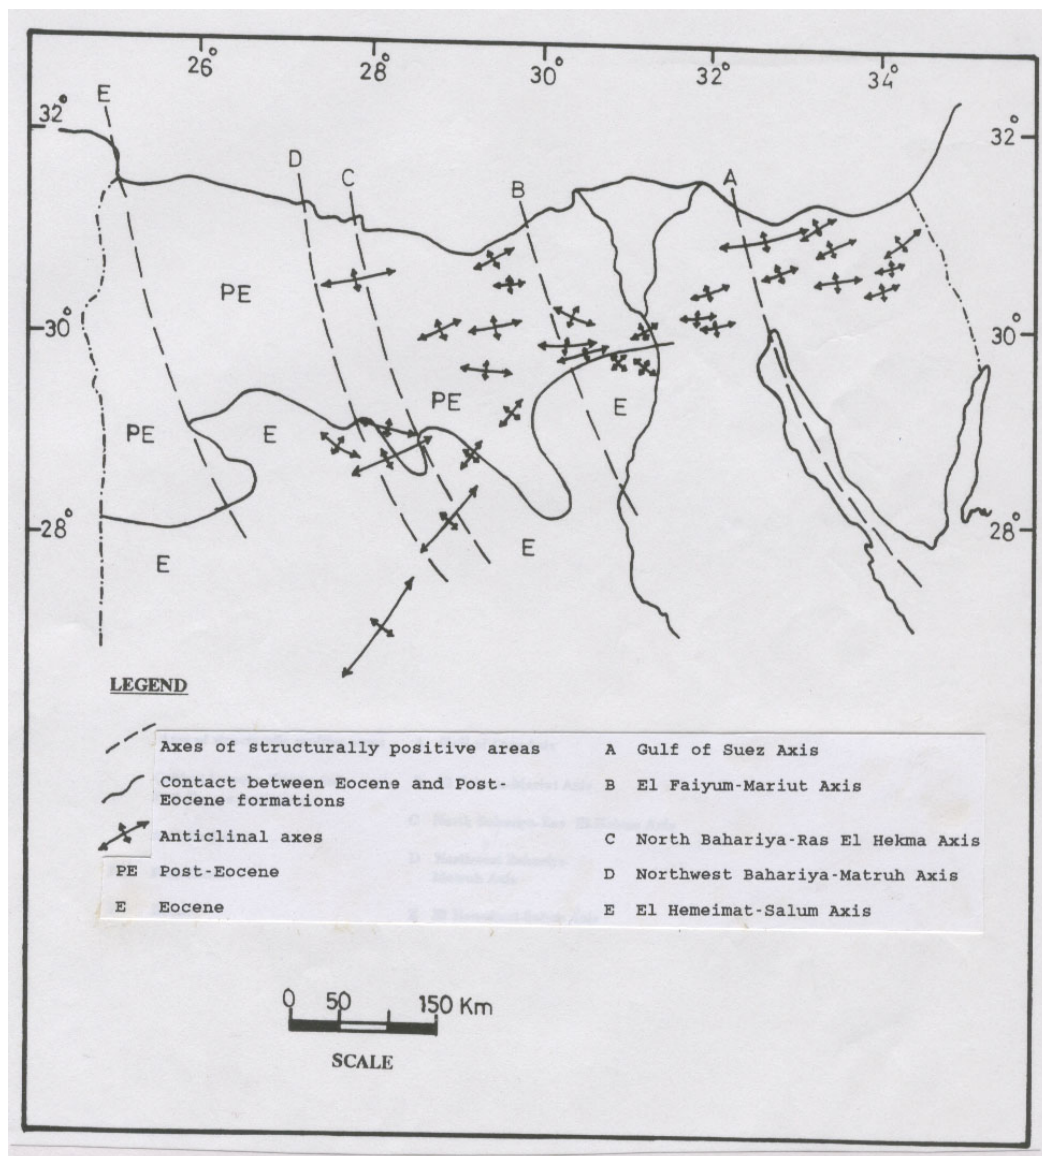 26° 28° 30° 32° 34°
E
32° 32°
D
C
B A
PE
30° 30°
PE
PE E E
28° 28°
E
E
LEGEND
Axes of structurally positive areas
Contact between Eocene and Post-
Eocene formations
Anticlinal axes
PE Post-Eocene
E Eocene
A Gulf of Suez Axis
B El Faiyum-Mariut Axis
C North Bahariya-Ras El Hekma Axis
D Northwest Bahariya-Matruh Axis
E El Hemeimat-Salum Axis
0 50 150 Km
SCALE